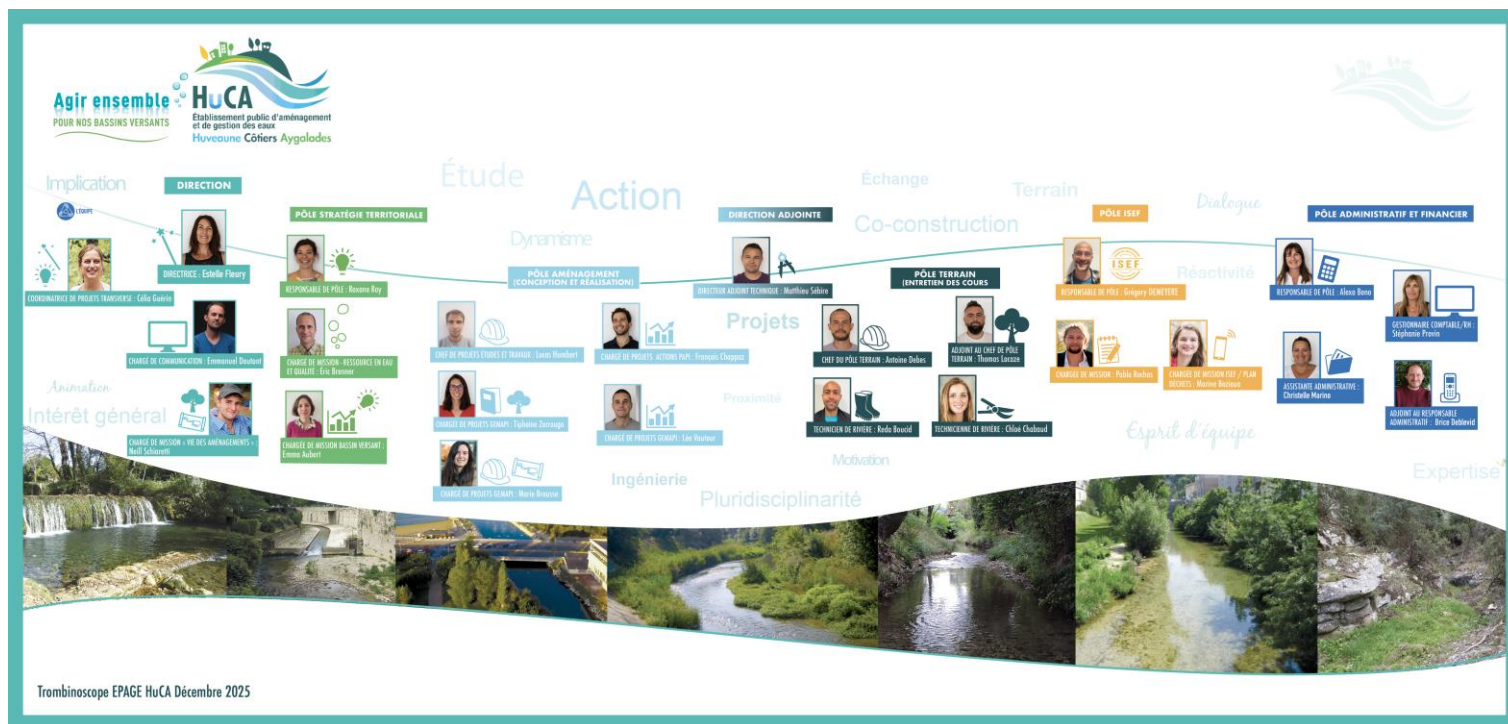 Agir ensemble
POUR NOS BASSINS VERSANTS
HuCA
Établissement public d'aménagement
et de gestion des eaux
Huveaune Côtiers Aygalades
Implication
Étude
Action
Échange
Terrain
Dialogue
Co-construction
Dynamisme
Réactivité
Projets
Animation
Intérêt général
Proximité
Esprit d'équipe
Motivation
Ingénierie
Pluridisciplinarité
Expertise
L'ÉQUIPE
DIRECTION
COORDINATRICE DE PROJETS TRANSVERSE : Célia Guérin
DIRECTRICE : Estelle Fleury
CHARGÉ DE COMMUNICATION : Emmanuel Dautant
CHARGÉ DE MISSION « VIE DES AMÉNAGEMENTS » :
Neill Schiaretti
PÔLE STRATÉGIE TERRITORIALE
RESPONSABLE DE PÔLE : Roxane Roy
CHARGÉ DE MISSION - RESSOURCE EN EAU
ET QUALITÉ : Éric Brenner
CHARGÉE DE MISSION BASSIN VERSANT :
Emma Aubert
PÔLE AMÉNAGEMENT
(CONCEPTION ET RÉALISATION)
CHEF DE PROJETS ÉTUDES ET TRAVAUX : Lucas Humbert
CHARGÉ DE PROJETS ACTIONS PAPI : François Chappaz
CHARGÉE DE PROJETS GEMAPI : Tiphaine Zarrouga
CHARGÉ DE PROJETS GEMAPI : Léo Vautour
CHARGÉ DE PROJETS GEMAPI : Marie Brousse
DIRECTION ADJOINTE
DIRECTEUR ADJOINT TECHNIQUE : Matthieu Sébire
PÔLE TERRAIN
(ENTRETIEN DES COURS
CHEF DU PÔLE TERRAIN : Antoine Debes
ADJOINT AU CHEF DE PÔLE
TERRAIN : Thomas Lacaze
TECHNICIEN DE RIVIÈRE : Reda Boucid
TECHNICIENNE DE RIVIÈRE : Chloé Chabaud
PÔLE ISEF
ISEF
RESPONSABLE DE PÔLE : Grégory DEMEYERE
CHARGÉE DE MISSION : Pablo Rochas
CHARGÉE DE MISSION ISEF / PLAN
DÉCHETS : Marine Bazieux
PÔLE ADMINISTRATIF ET FINANCIER
RESPONSABLE DE PÔLE : Alexa Bono
GESTIONNAIRE COMPTABLE/RH :
Stéphanie Provin
ASSISTANTE ADMINISTRATIVE :
Christelle Marino
ADJOINT AU RESPONSABLE
ADMINISTRATIF : Brice Deblevid
Trombinoscope EPAGE HuCA Décembre 2025